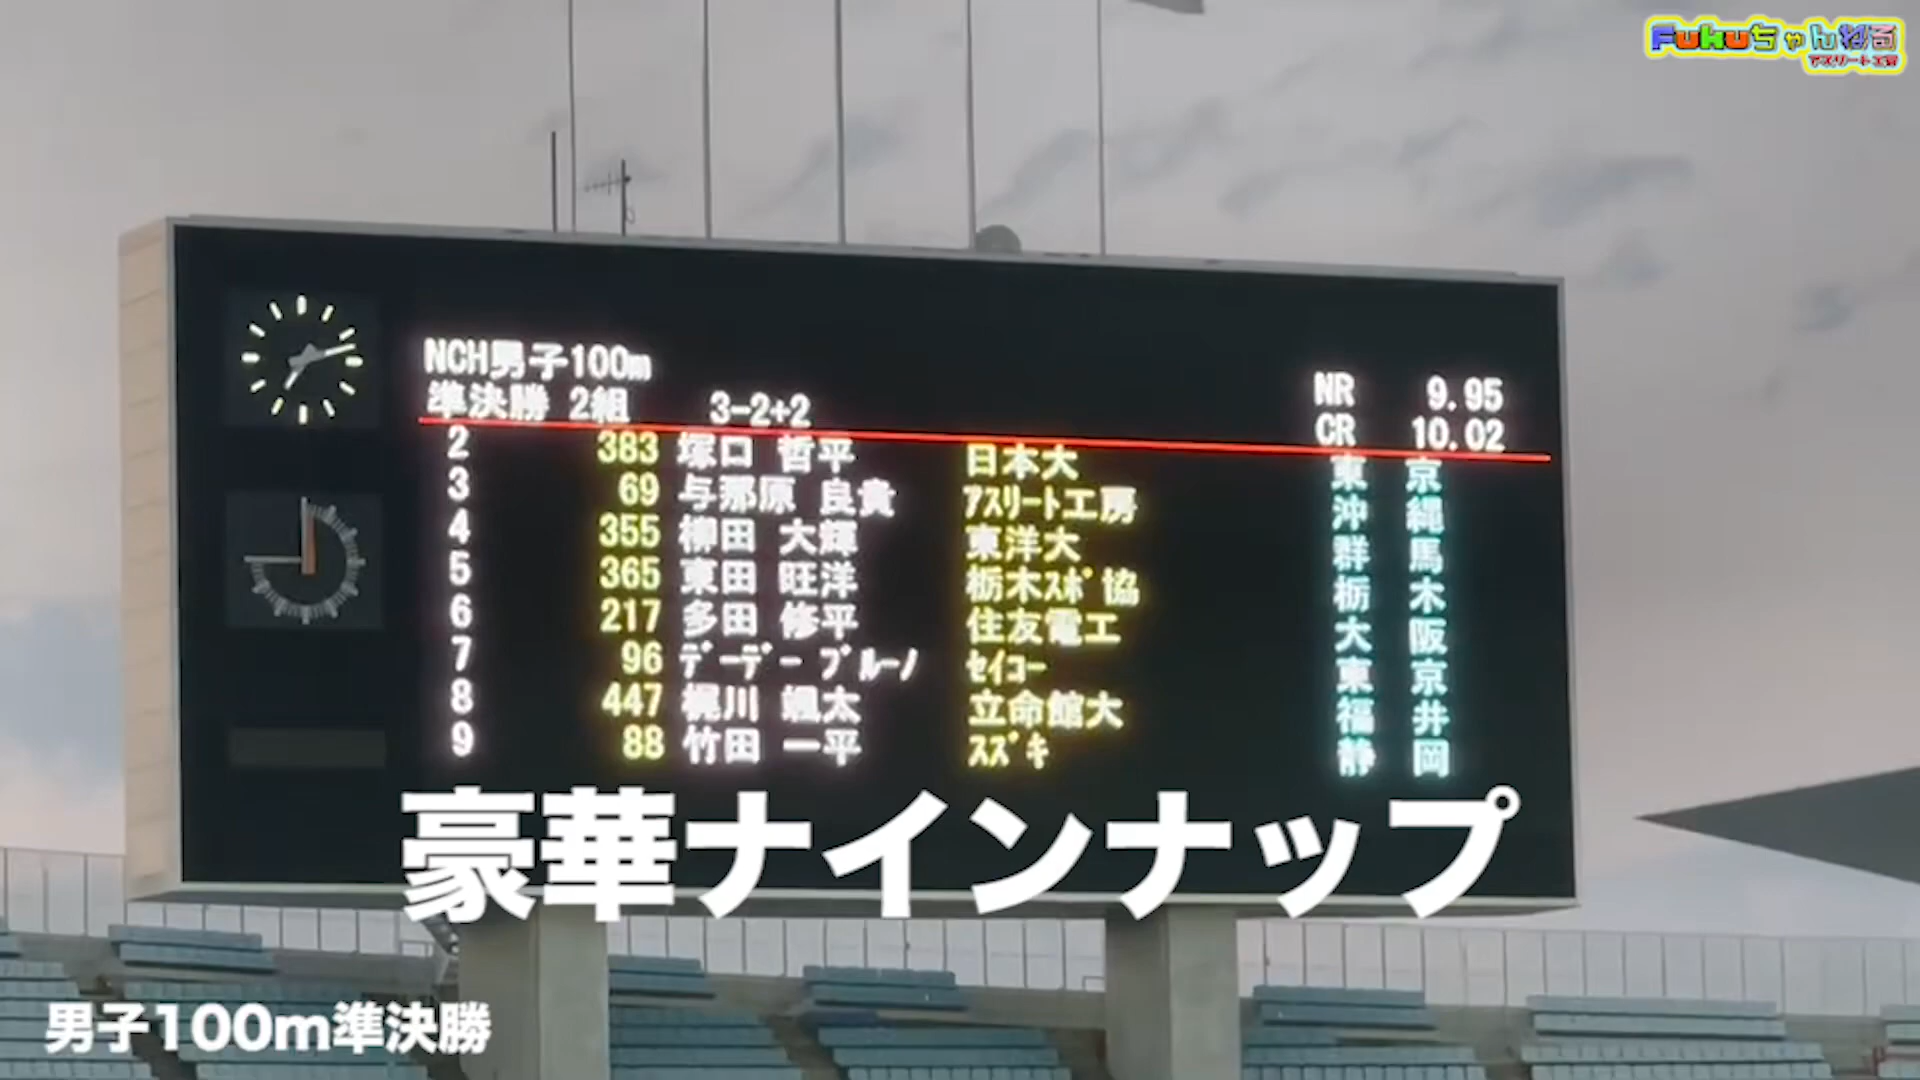 Fukuちゃんねる
アスリート工房
NCH男子100m
準決勝 2組 3-2+2
NR 9.95
CR 10.02
2 383 塚口 哲平 日本大 東京
3 69 与那原 良貴 ｱｽﾘｰﾄ工房 沖縄
4 355 柳田 大輝 東洋大 群馬
5 365 東田 旺洋 栃木ｽﾎﾟ協 栃木
6 217 多田 修平 住友電工 大阪
7 96 ﾃﾞｰﾃﾞｰ ﾌﾞﾙｰﾉ ｾｲｺｰ 東京
8 447 梶川 颯太 立命館大 福井
9 88 竹田 一平 ｽｽﾞｷ 静岡
豪華ナインナップ
男子100m準決勝